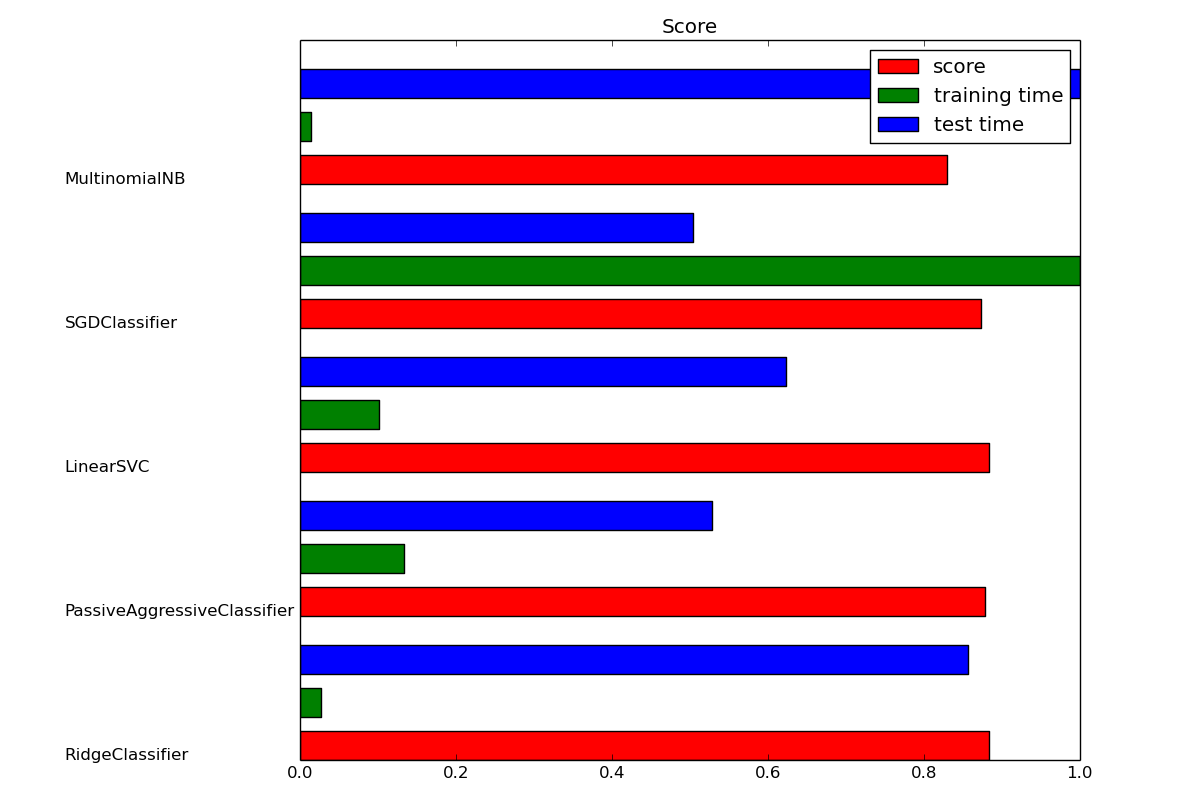 Score
score
training time
test time
MultinomialNB
SGDClassifier
LinearSVC
PassiveAggressiveClassifier
RidgeClassifier
0.0 0.2 0.4 0.6 0.8 1.0